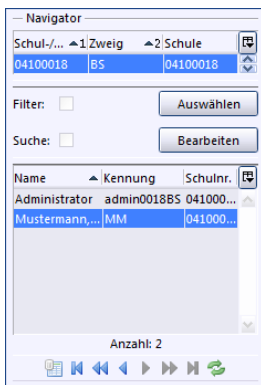 Navigator
Schul-/... 1 Zweig 2 Schule
04100018 BS 04100018
Filter: Auswählen
Suche: Bearbeiten
Name Kennung Schulnr.
Administrator admin0018BS 041000...
Mustermann,... MM 041000...
Anzahl: 2